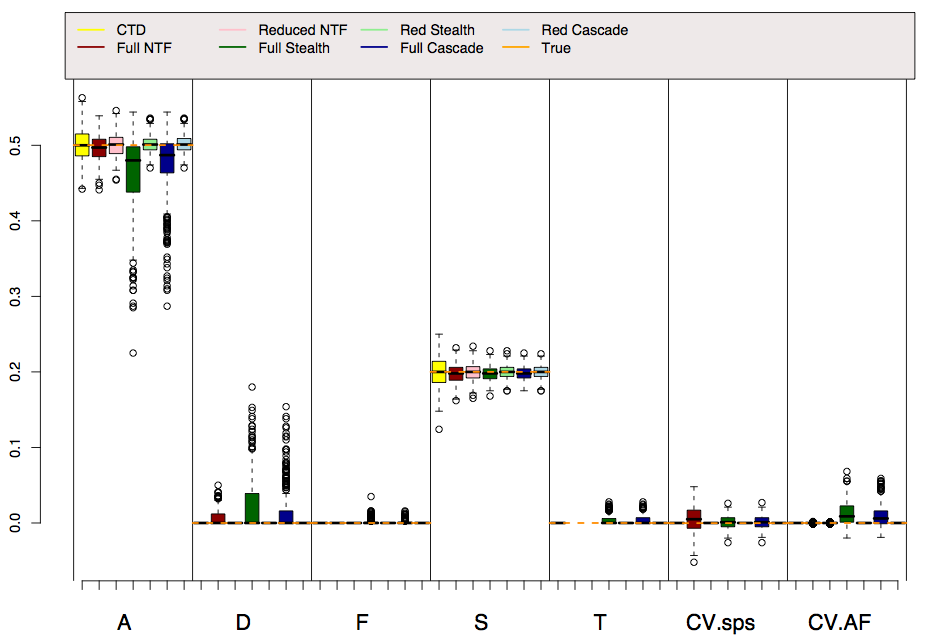 CTD Reduced NTF Red Stealth Red Cascade
Full NTF Full Stealth Full Cascade True
0.5
0.4
0.3
0.2
0.1
0.0
A D F S T CV.sps CV.AF